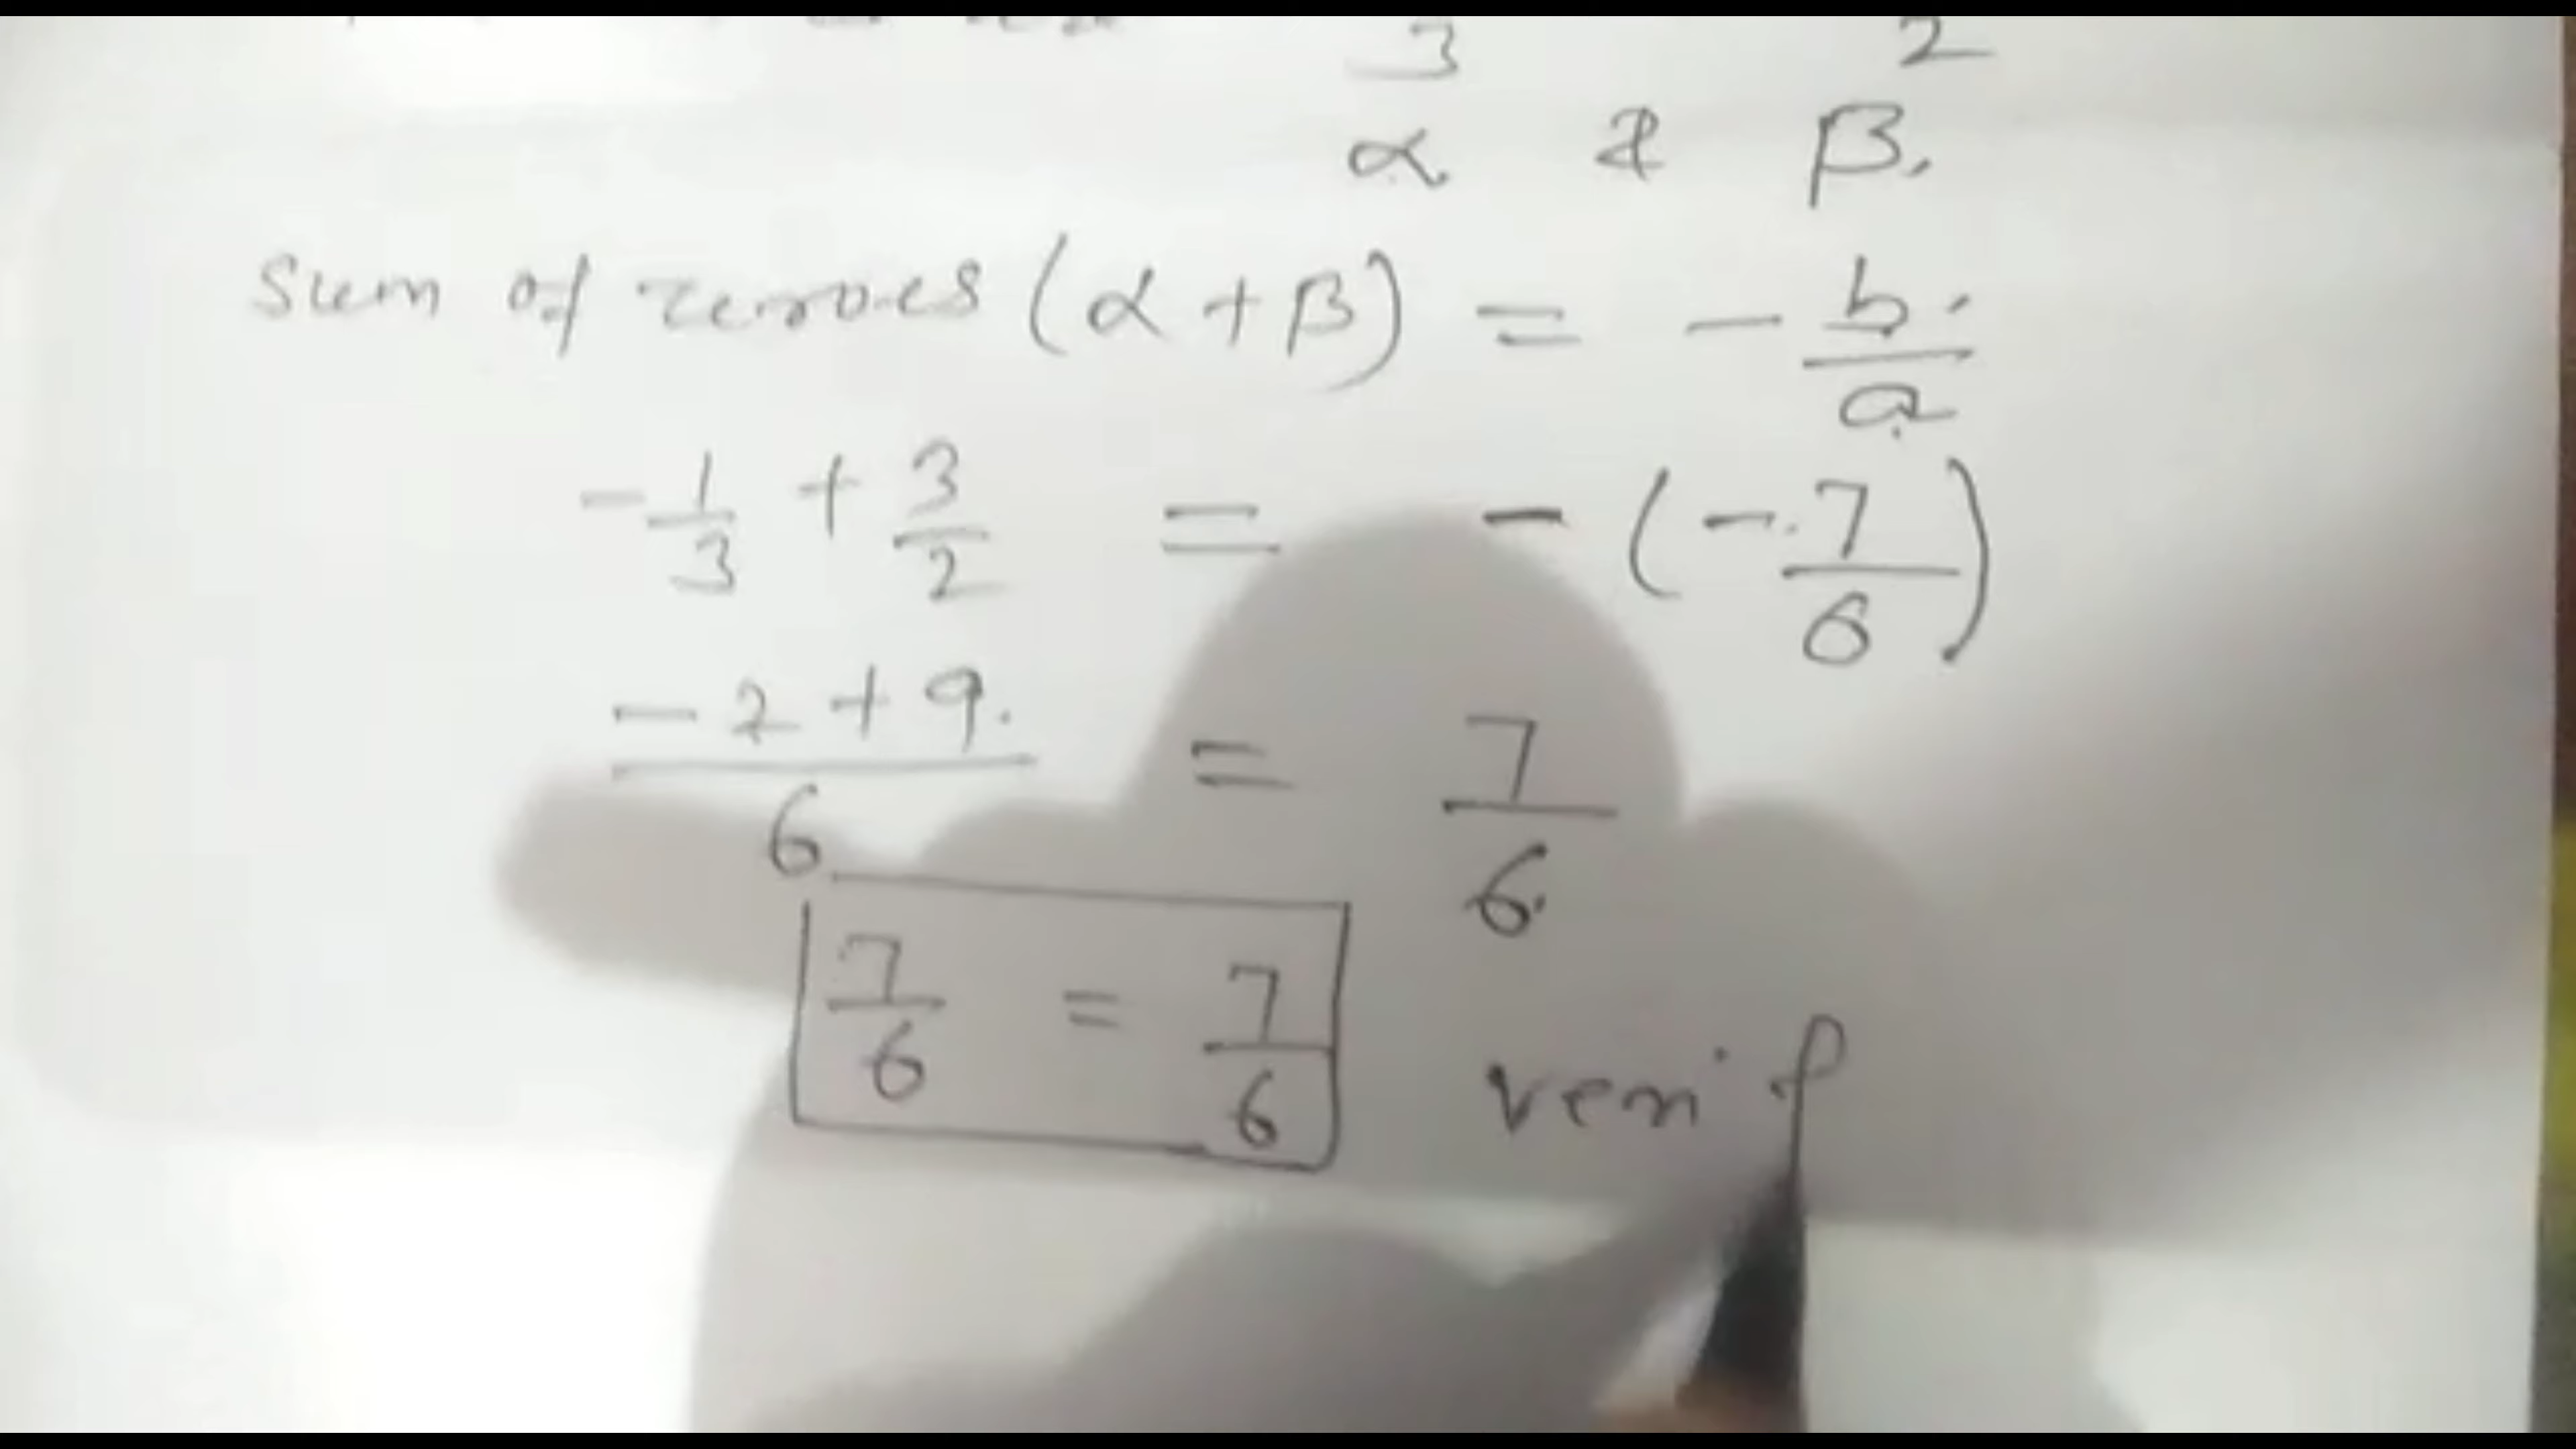 3 2
α & β.
Sum of zeroes (α + β) = - b/a
- 1/3 + 3/2 = - (- 7/6)
- 2 + 9 / 6 = 7/6
7/6 = 7/6 verif